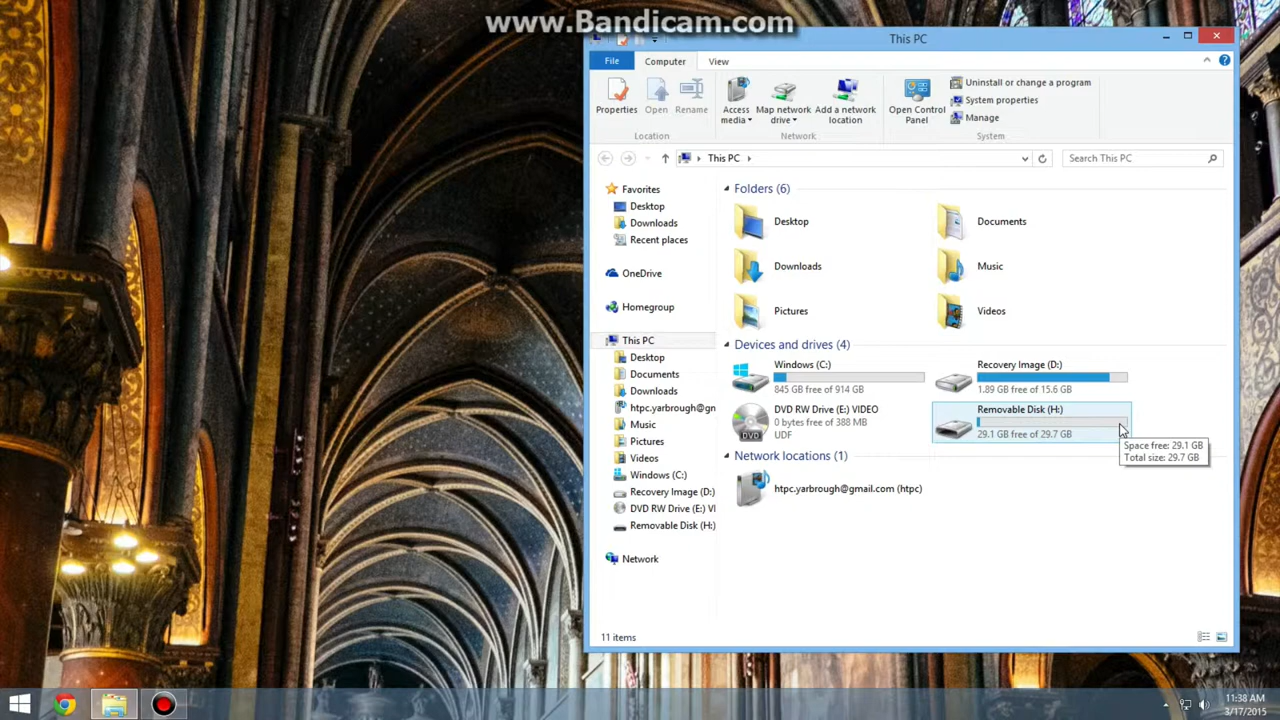 www.Bandicam.com
This PC
File
Computer
View
Properties
Open
Rename
Access media
Map network drive
Add a network location
Open Control Panel
Uninstall or change a program
System properties
Manage
Location
Network
System
This PC
Search This PC
Favorites
Desktop
Downloads
Recent places
OneDrive
Homegroup
This PC
Desktop
Documents
Downloads
htpc.yarbrough@gn
Music
Pictures
Videos
Windows (C:)
Recovery Image (D:)
DVD RW Drive (E:) VI
Removable Disk (H:)
Network
Folders (6)
Desktop
Documents
Downloads
Music
Pictures
Videos
Devices and drives (4)
Windows (C:)
845 GB free of 914 GB
Recovery Image (D:)
1.89 GB free of 15.6 GB
DVD RW Drive (E:) VIDEO
0 bytes free of 388 MB
UDF
DVD
Removable Disk (H:)
29.1 GB free of 29.7 GB
Space free: 29.1 GB
Total size: 29.7 GB
Network locations (1)
htpc.yarbrough@gmail.com (htpc)
11 items
11:38 AM
3/17/2015